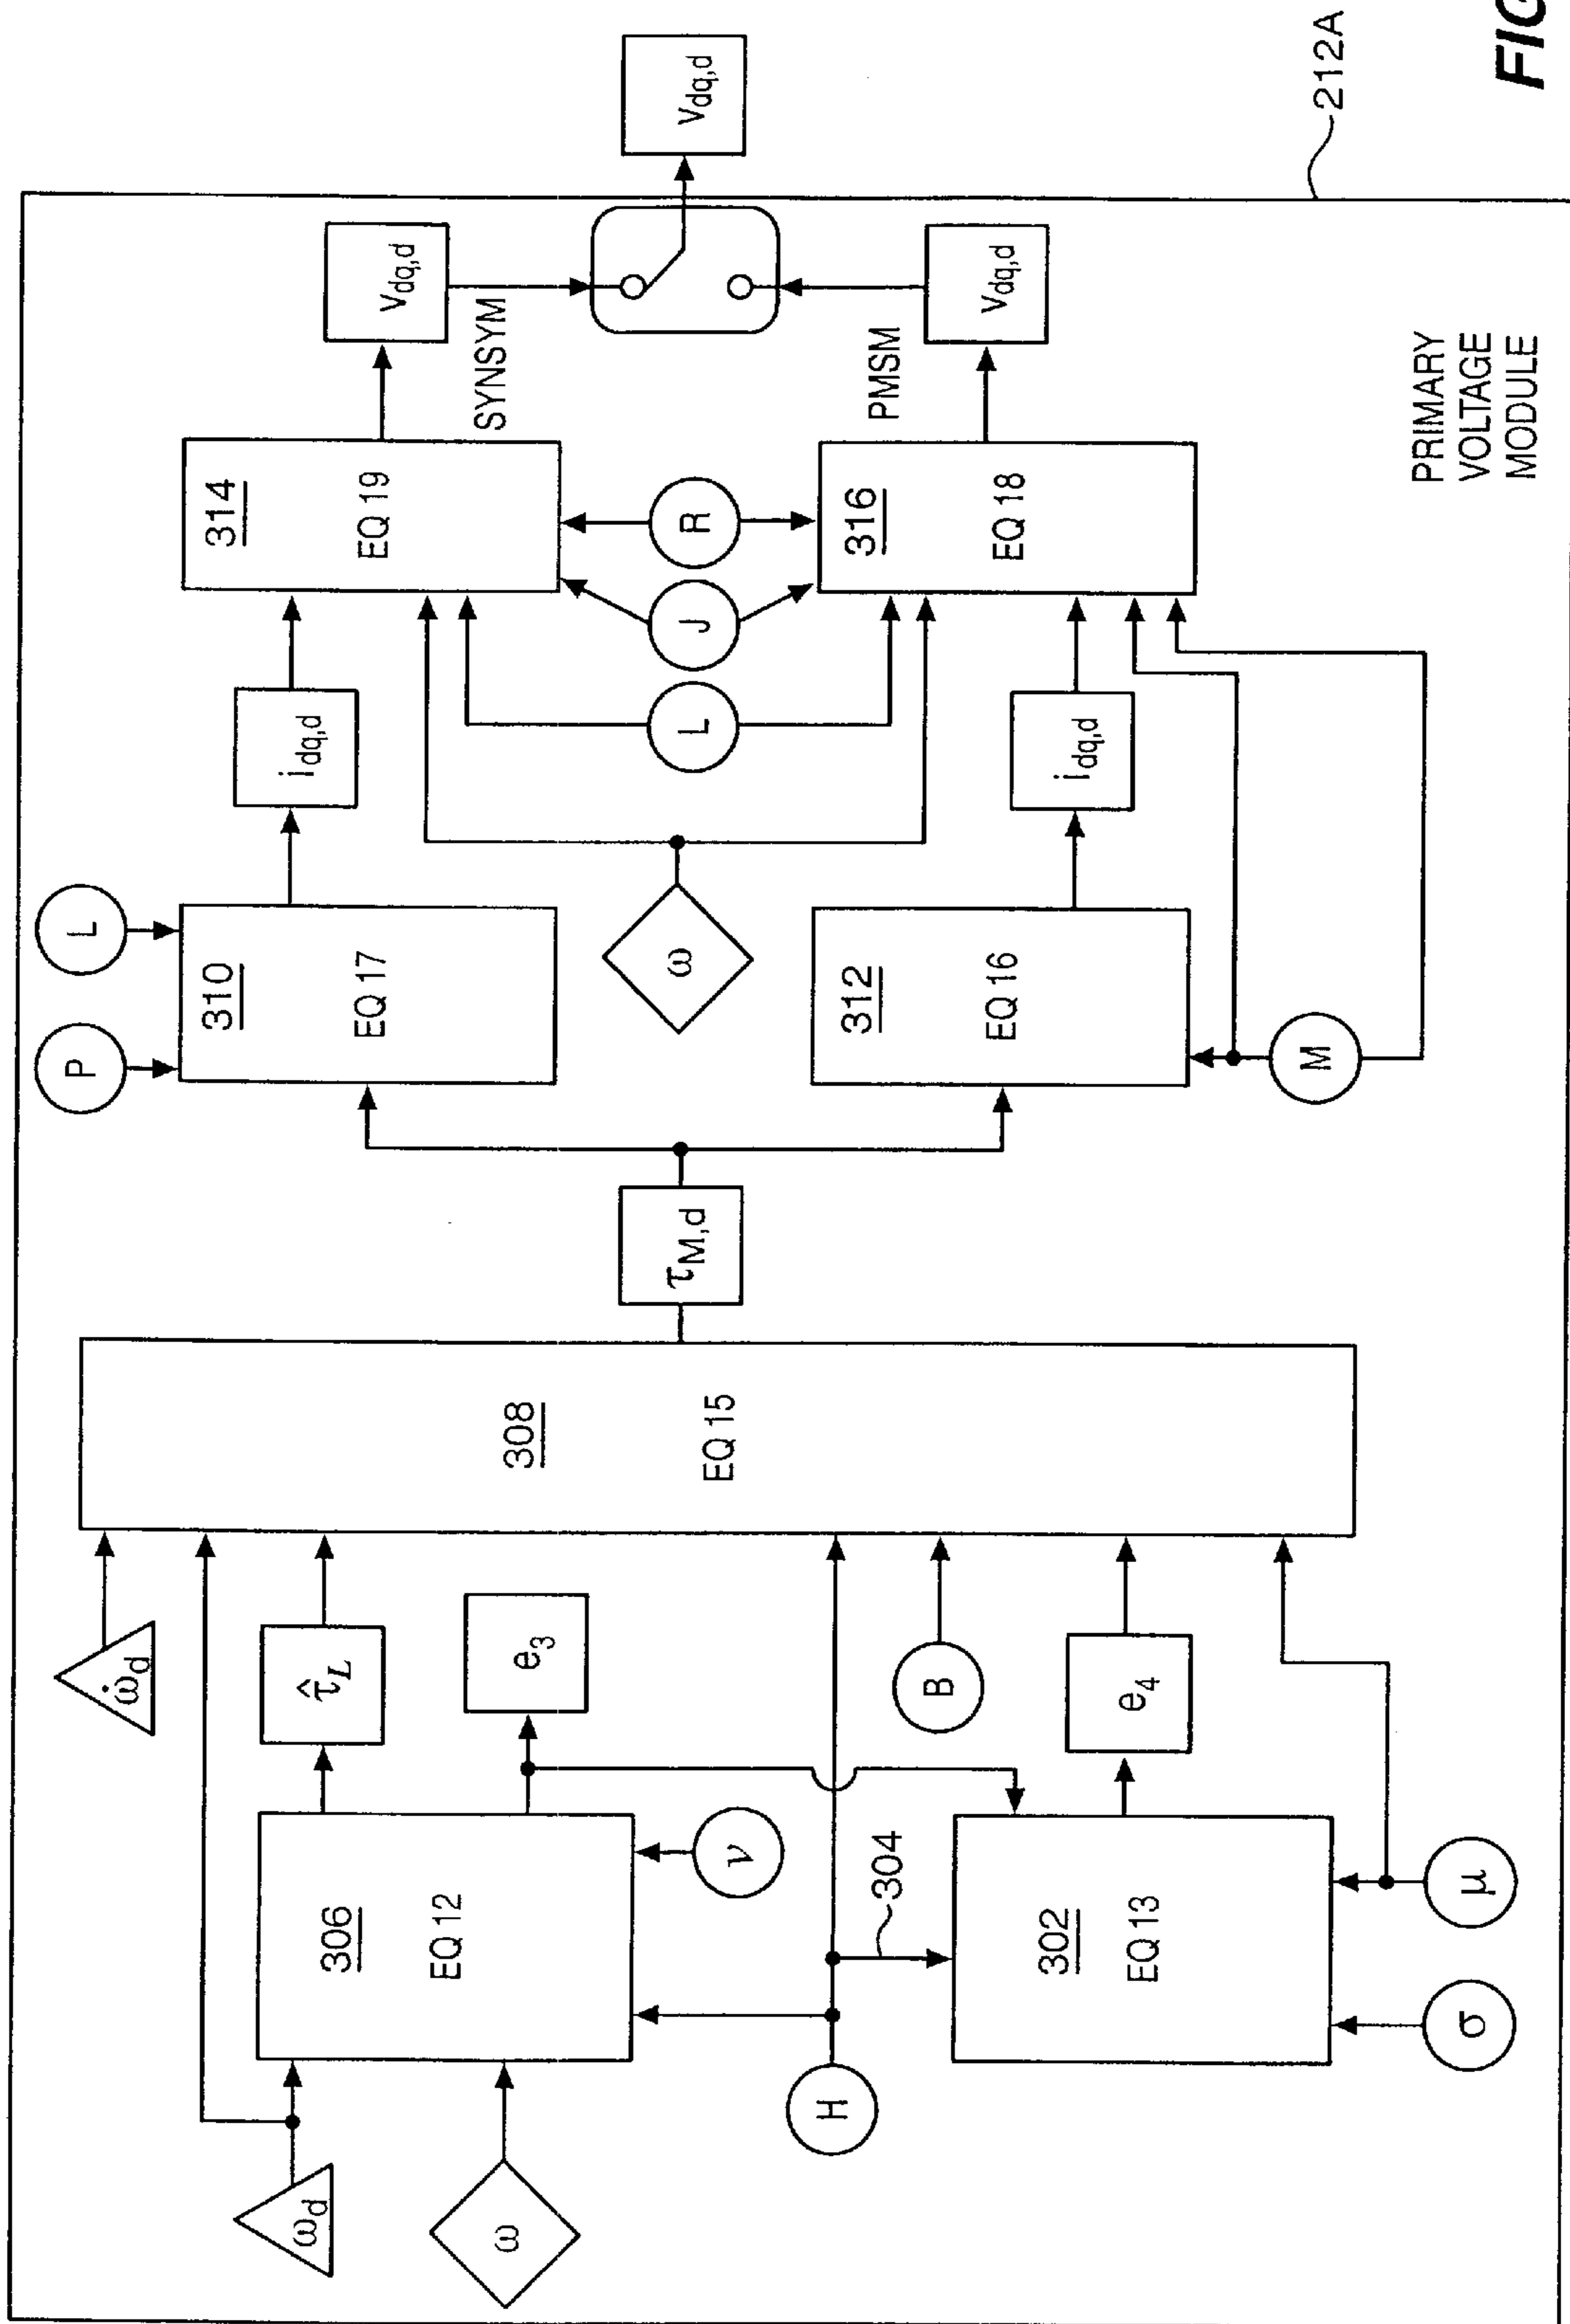 ω̇d
ωd
ω
306
EQ 12
τ̂L
e3
ν
H
304
302
EQ 13
e4
B
σ
μ
308
EQ 15
τM,d
P
L
310
EQ 17
idq,d
ω
312
EQ 16
idq,d
M
L
J
R
314
EQ 19
Vdq,d
SYNSYM
316
EQ 18
Vdq,d
PMSM
Vdq,d
PRIMARY
VOLTAGE
MODULE
212A
FIG